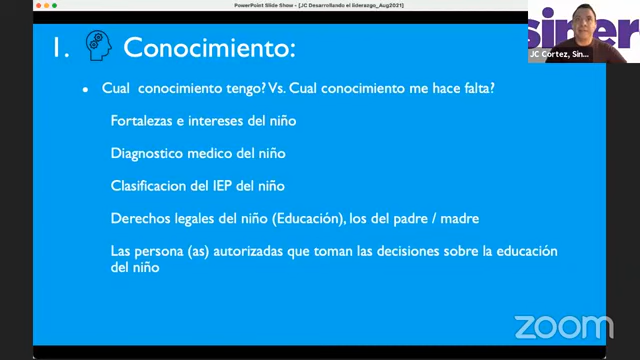 PowerPoint Slide Show - [JC Desarrollando el liderazgo_Aug2021]
1. Conocimiento:
• Cual conocimiento tengo? Vs. Cual conocimiento me hace falta?
Fortalezas e intereses del niño
Diagnostico medico del niño
Clasificacion del IEP del niño
Derechos legales del niño (Educación), los del padre / madre
Las persona (as) autorizadas que toman las decisiones sobre la educación
del niño
JC Cortez, Sin...
zoom